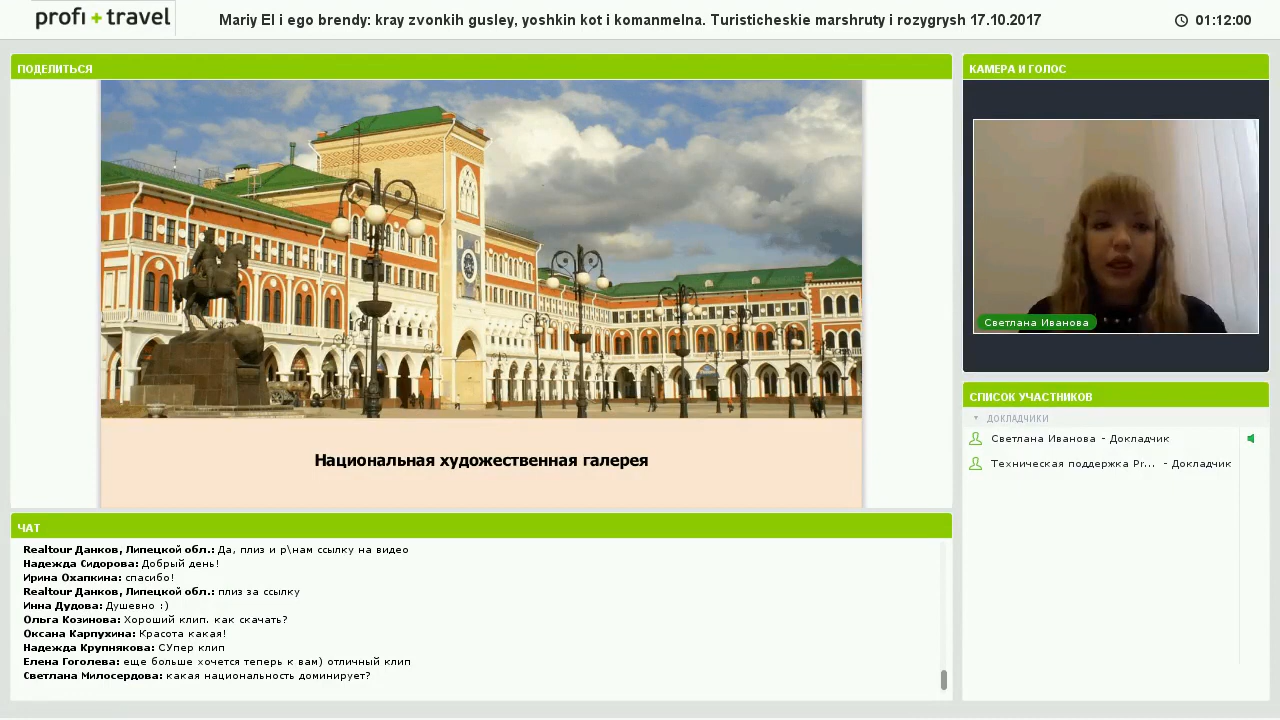 profi + travel
Mariy El i ego brendy: kray zvonkih gusley, yoshkin kot i komanmelna. Turisticheskie marshruty i rozygrysh 17.10.2017
01:12:00
ПОДЕЛИТЬСЯ
Национальная художественная галерея
ЧАТ
Realtour Данков, Липецкой обл.: Да, плиз и р\нам ссылку на видео
Надежда Сидорова: Добрый день!
Ирина Охапкина: спасибо!
Realtour Данков, Липецкой обл.: плиз за ссылку
Инна Дудова: Душевно :)
Ольга Козинова: Хороший клип. как скачать?
Оксана Карпухина: Красота какая!
Надежда Крупнякова: СУпер клип
Елена Гоголева: еще больше хочется теперь к вам) отличный клип
Светлана Милосердова: какая национальность доминирует?
КАМЕРА И ГОЛОС
Светлана Иванова
СПИСОК УЧАСТНИКОВ
ДОКЛАДЧИКИ
Светлана Иванова - Докладчик
Техническая поддержка Pr... - Докладчик